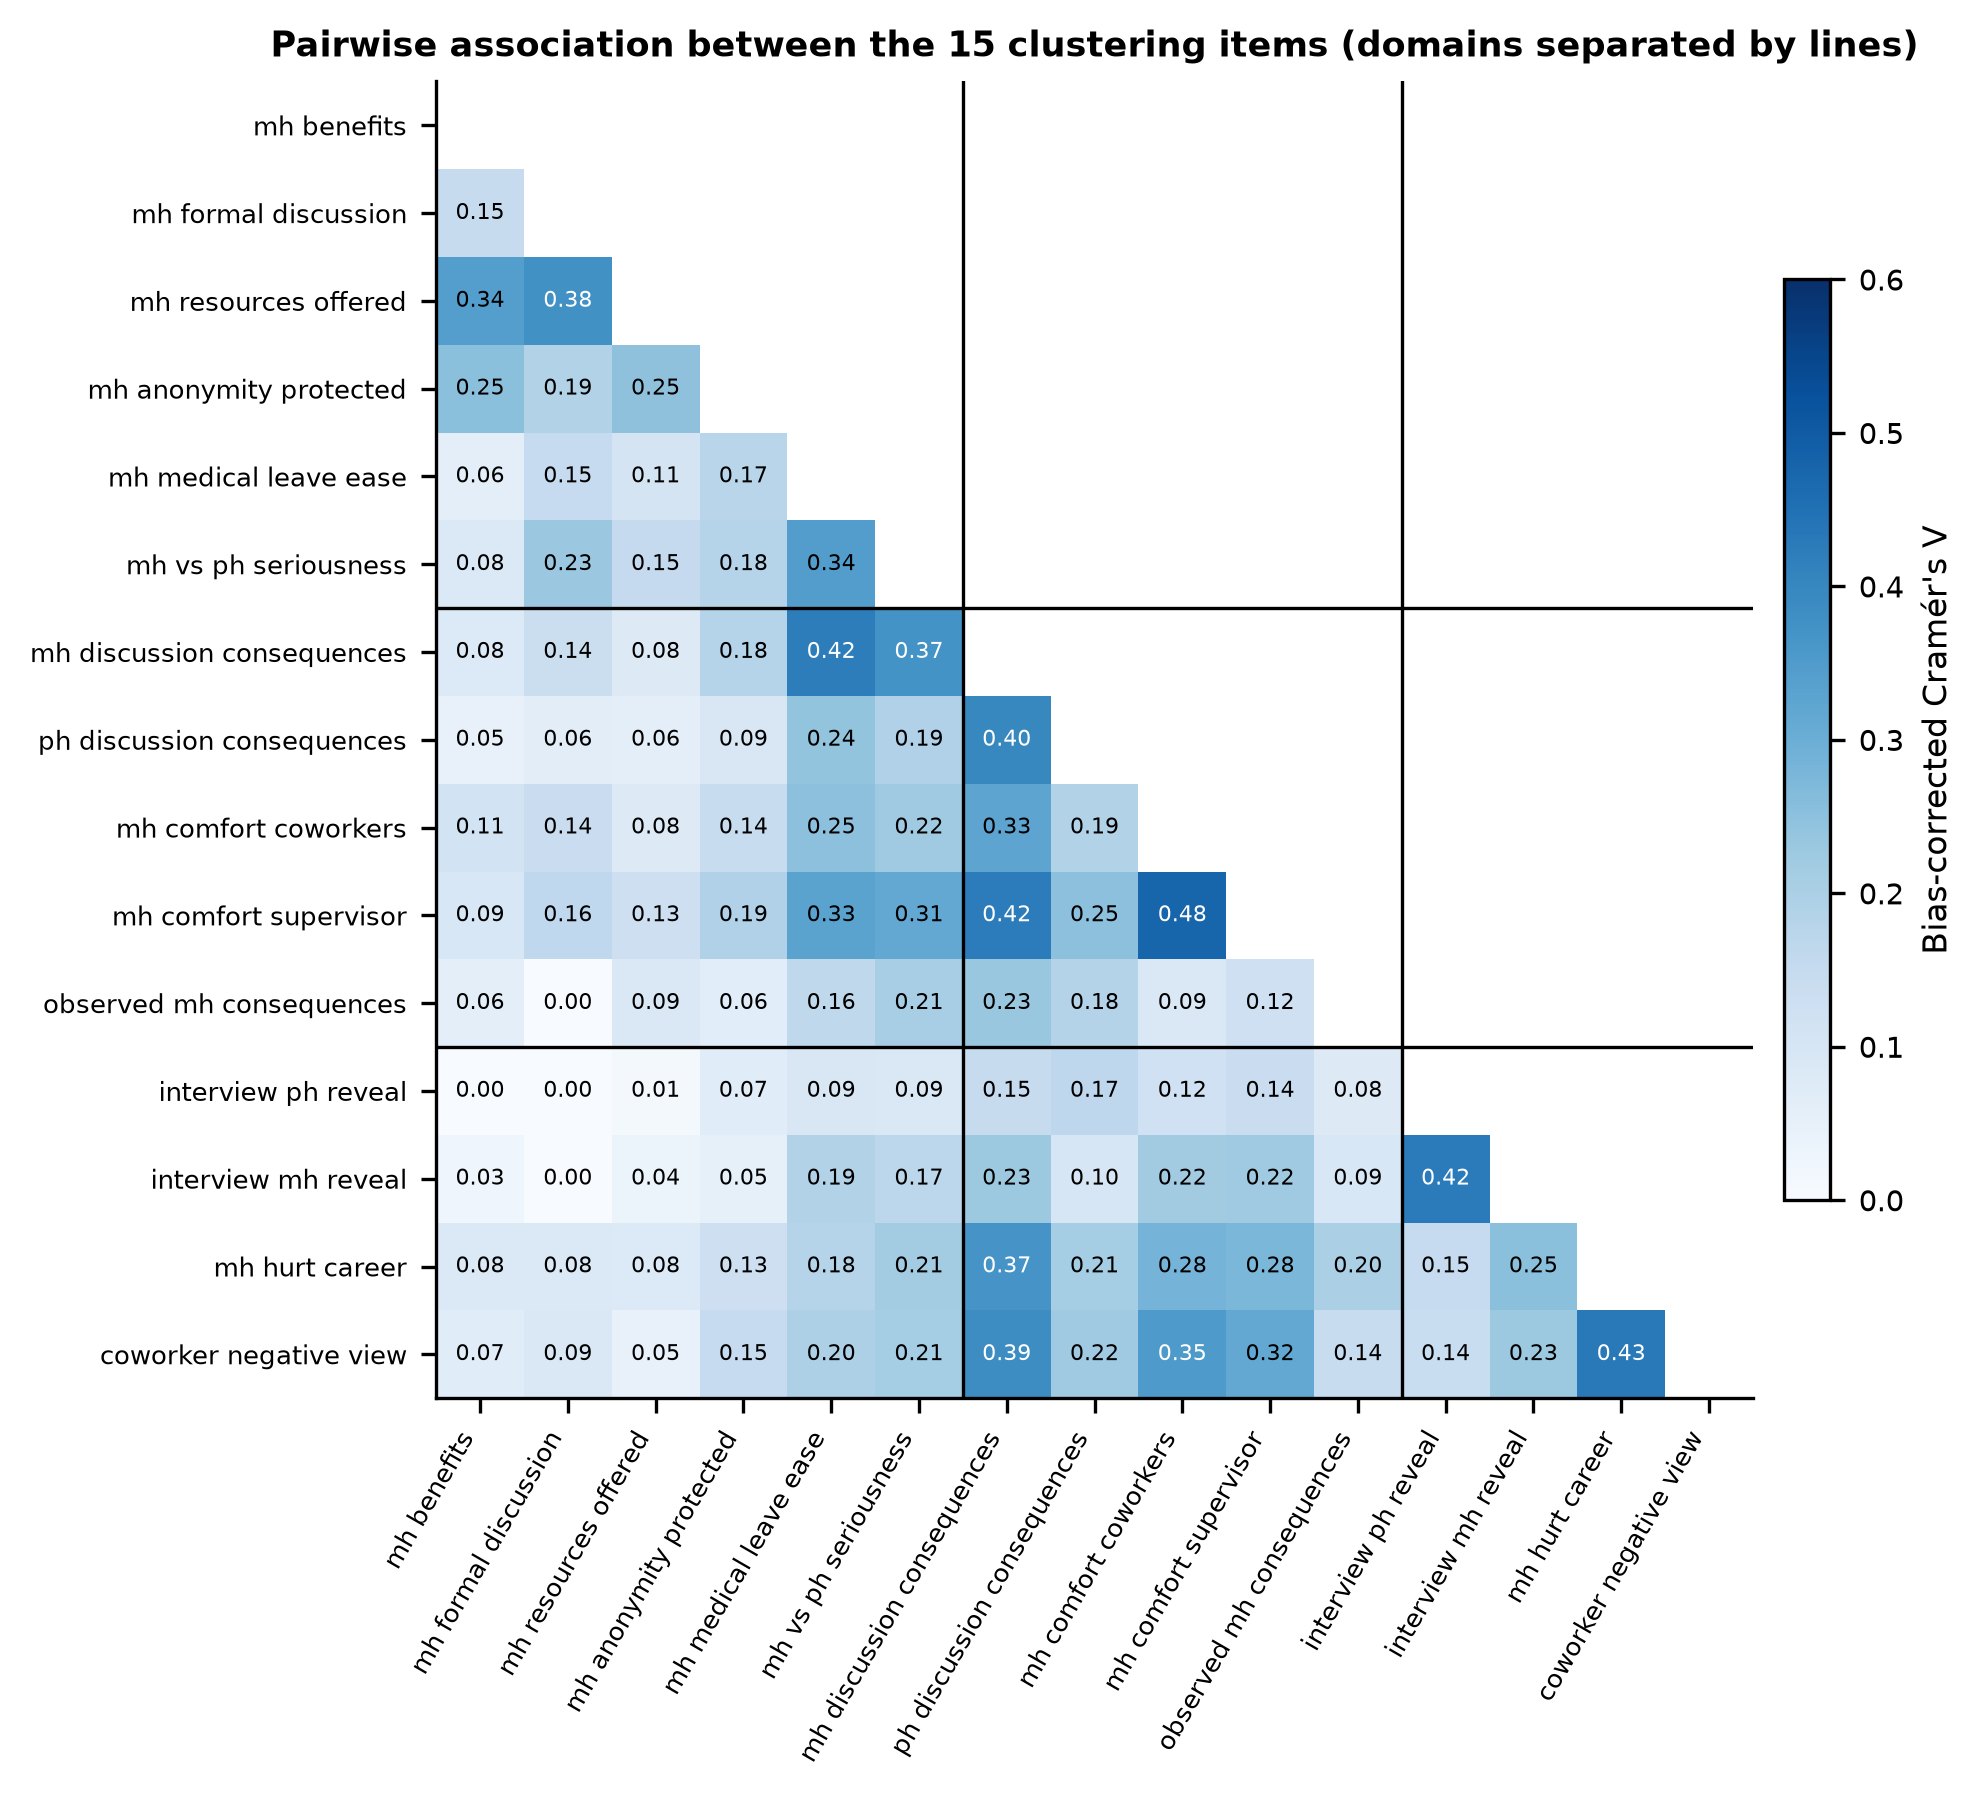 Pairwise association between the 15 clustering items (domains separated by lines)
mh benefits
mh formal discussion 0.15
mh resources offered 0.34 0.38
mh anonymity protected 0.25 0.19 0.25
mh medical leave ease 0.06 0.15 0.11 0.17
mh vs ph seriousness 0.08 0.23 0.15 0.18 0.34
mh discussion consequences 0.08 0.14 0.08 0.18 0.42 0.37
ph discussion consequences 0.05 0.06 0.06 0.09 0.24 0.19 0.40
mh comfort coworkers 0.11 0.14 0.08 0.14 0.25 0.22 0.33 0.19
mh comfort supervisor 0.09 0.16 0.13 0.19 0.33 0.31 0.42 0.25 0.48
observed mh consequences 0.06 0.00 0.09 0.06 0.16 0.21 0.23 0.18 0.09 0.12
interview ph reveal 0.00 0.00 0.01 0.07 0.09 0.09 0.15 0.17 0.12 0.14 0.08
interview mh reveal 0.03 0.00 0.04 0.05 0.19 0.17 0.23 0.10 0.22 0.22 0.09 0.42
mh hurt career 0.08 0.08 0.08 0.13 0.18 0.21 0.37 0.21 0.28 0.28 0.20 0.15 0.25
coworker negative view 0.07 0.09 0.05 0.15 0.20 0.21 0.39 0.22 0.35 0.32 0.14 0.14 0.23 0.43
mh benefits
mh formal discussion
mh resources offered
mh anonymity protected
mh medical leave ease
mh vs ph seriousness
mh discussion consequences
ph discussion consequences
mh comfort coworkers
mh comfort supervisor
observed mh consequences
interview ph reveal
interview mh reveal
mh hurt career
coworker negative view
0.6
0.5
0.4
0.3
0.2
0.1
0.0
Bias-corrected Cramér's V